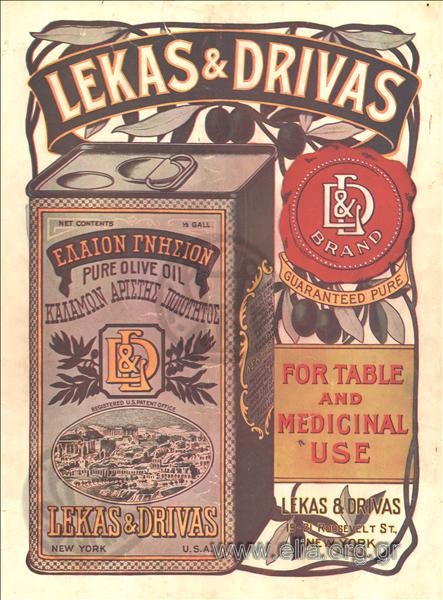 LEKAS & DRIVAS
NET CONTENTS ½ GALL.
ΕΛΑΙΟΝ ΓΝΗΣΙΟΝ
PURE OLIVE OIL
ΚΑΛΑΜΩΝ ΑΡΙΣΤΗΣ ΠΟΙΟΤΗΤΟΣ
L&D
REGISTERED U.S. PATENT OFFICE
LEKAS & DRIVAS
NEW YORK U.S.A.
L&D
BRAND
GUARANTEED PURE
FOR TABLE
AND
MEDICINAL
USE
LEKAS & DRIVAS
ROOSEVELT ST.,
NEW YORK
www.elia.org.gr